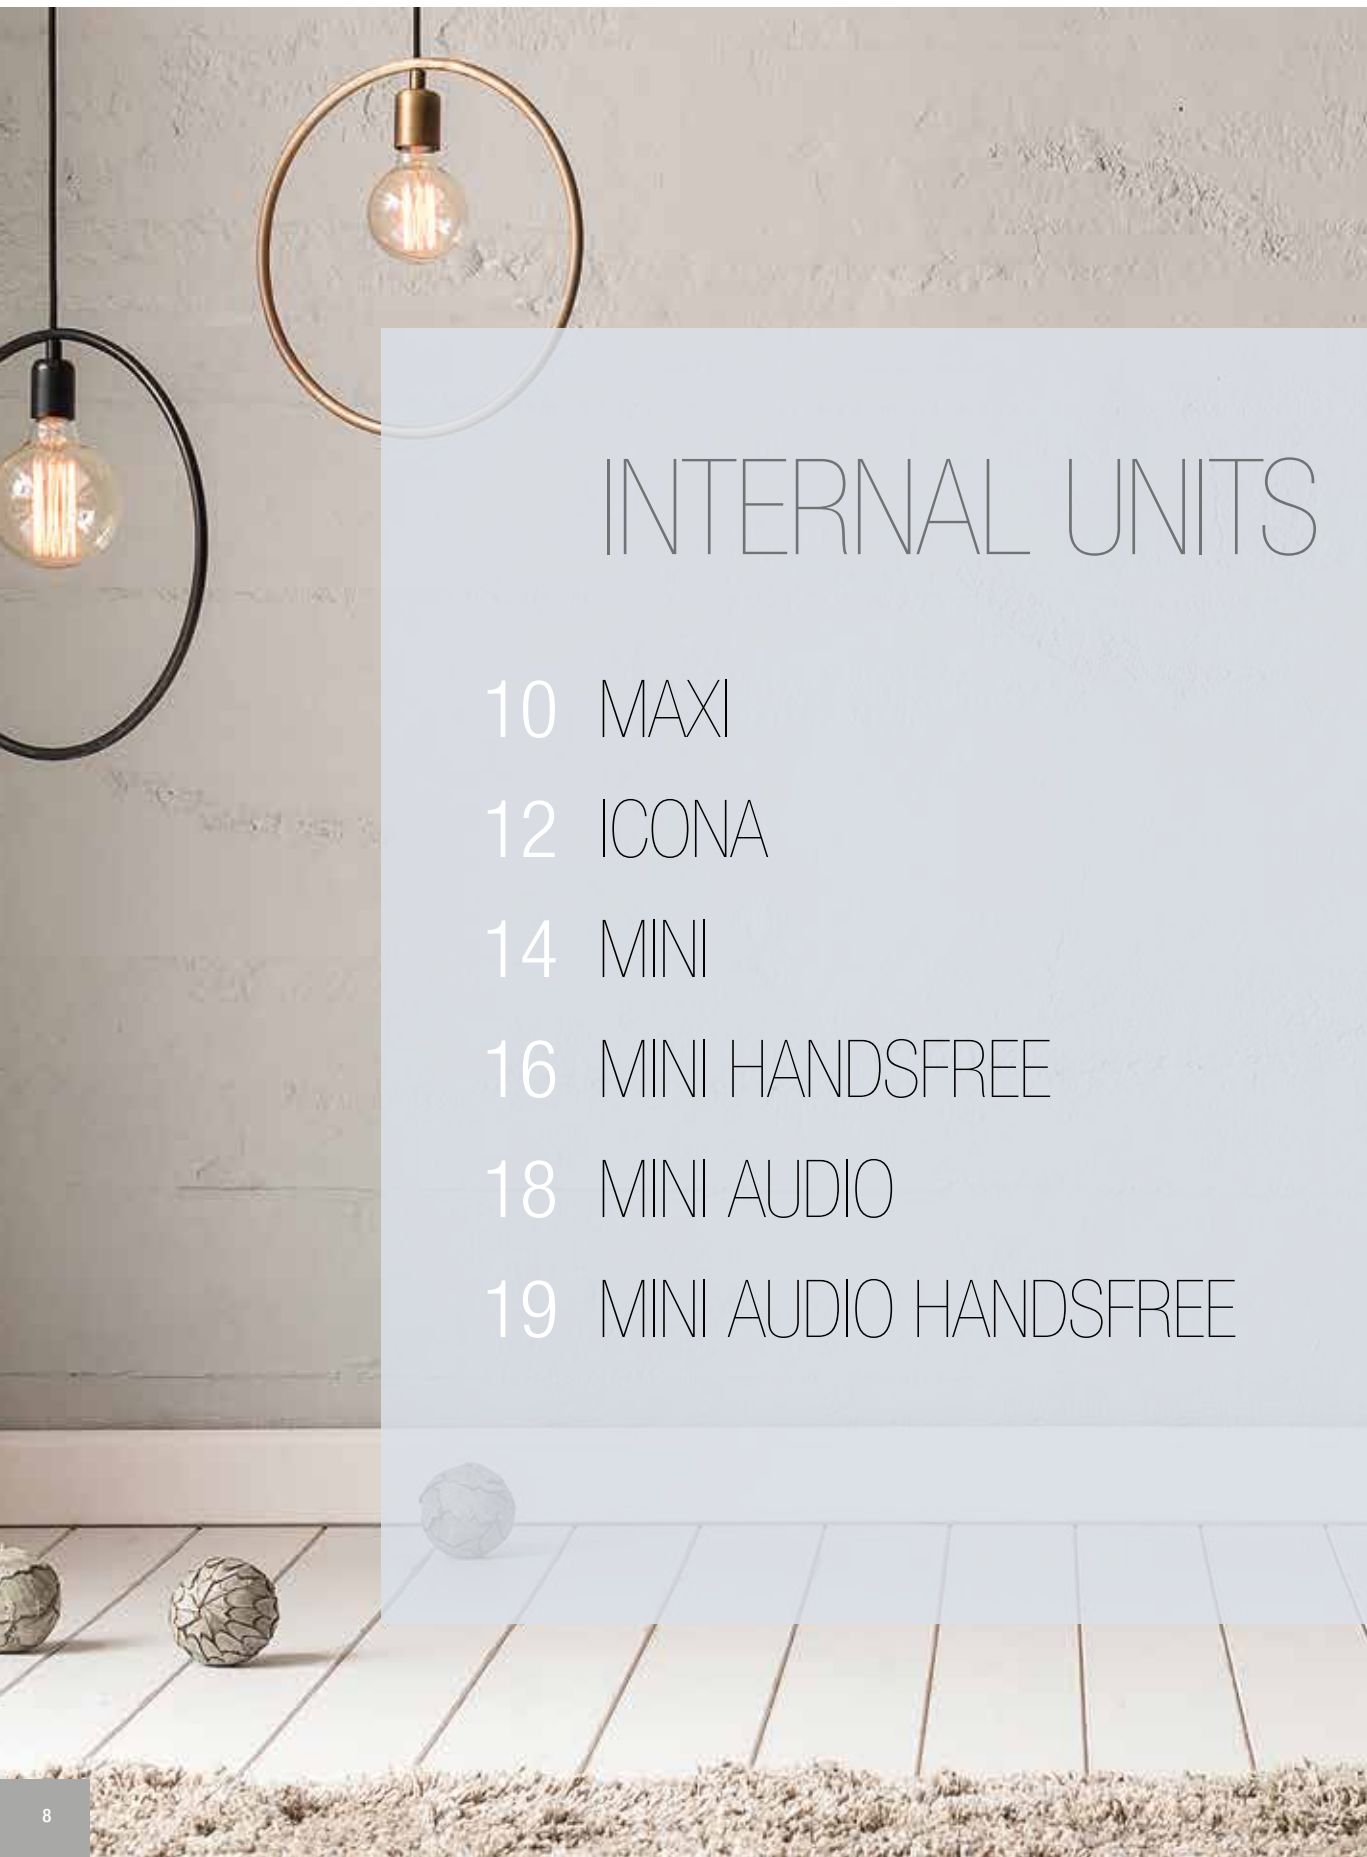 INTERNAL UNITS
10 MAXI
12 ICONA
14 MINI
16 MINI HANDSFREE
18 MINI AUDIO
19 MINI AUDIO HANDSFREE
8